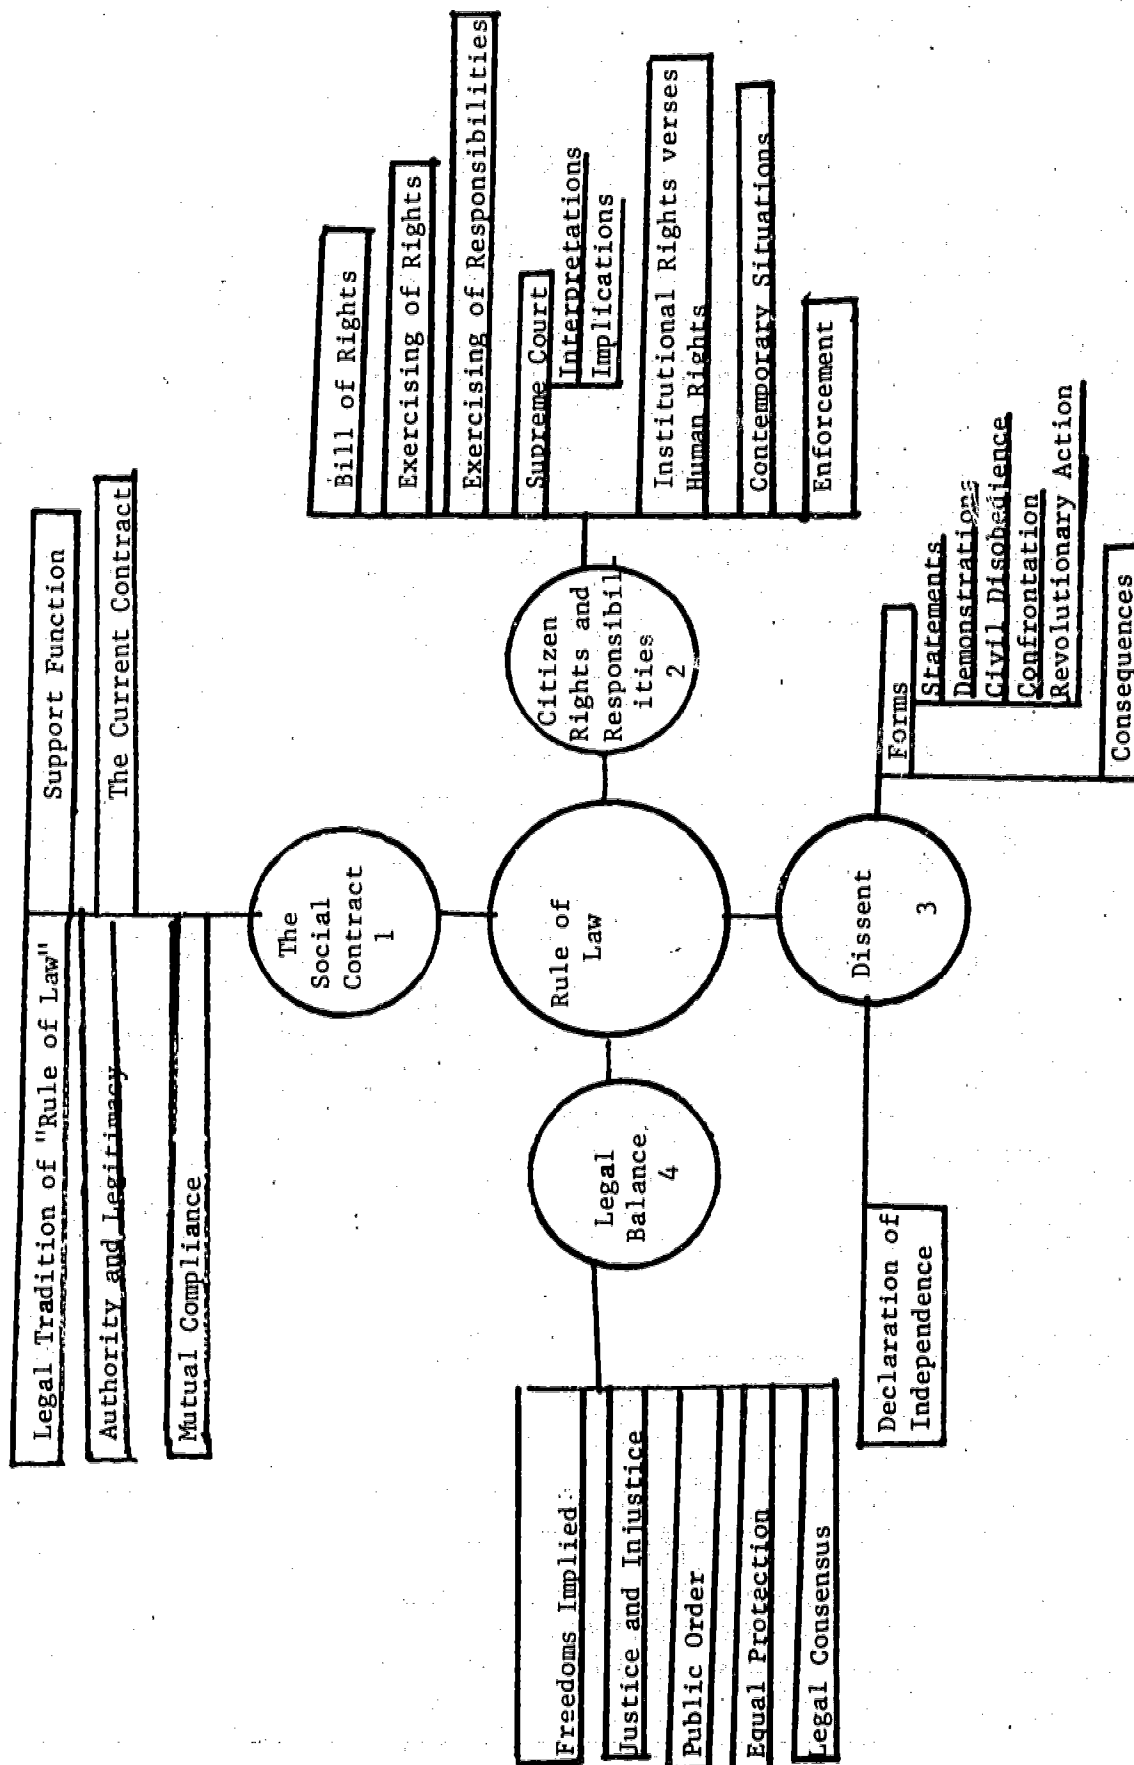 Legal Tradition of "Rule of Law"
Authority and Legitimacy
Mutual Compliance
Support Function
The Current Contract
The
Social
Contract
1
Bill of Rights
Exercising of Rights
Exercising of Responsibilities
Supreme Court
Interpretations
Implications
Institutional Rights verses
Human Rights
Contemporary Situations
Enforcement
Citizen
Rights and
Responsibil
ities
2
Rule of
Law
Legal
Balance
4
Freedoms Implied
Justice and Injustice
Public Order
Equal Protection
Legal Consensus
Dissent
3
Declaration of
Independence
Forms
Statements
Demonstrations
Civil Disobedience
Confrontation
Revolutionary Action
Consequences